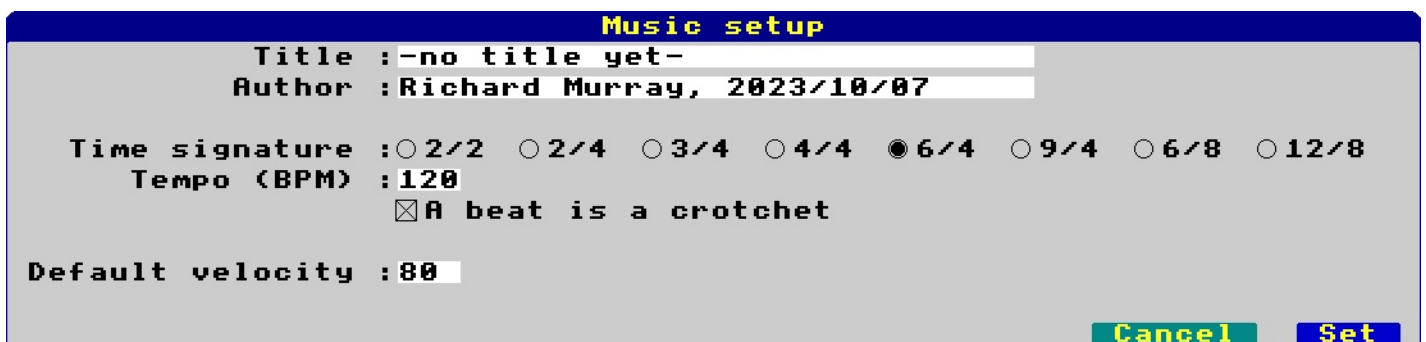 Music setup
Title :-no title yet-
Author :Richard Murray, 2023/10/07
Time signature :○2/2 ○2/4 ○3/4 ○4/4 ◉6/4 ○9/4 ○6/8 ○12/8
Tempo (BPM) :120
☒A beat is a crotchet
Default velocity :80
Cancel Set